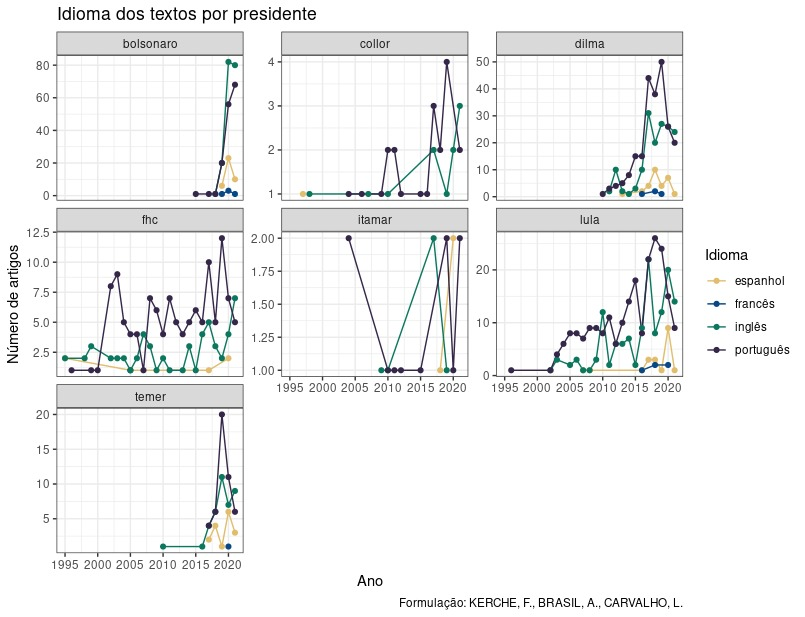 Idioma dos textos por presidente
bolsonaro
collor
dilma
80
60
40
20
0
4
3
2
1
50
40
30
20
10
0
fhc
itamar
lula
12.5
10.0
7.5
5.0
2.5
2.00
1.75
1.50
1.25
1.00
20
10
0
1995 2000 2005 2010 2015 2020
1995 2000 2005 2010 2015 2020
temer
20
15
10
5
1995 2000 2005 2010 2015 2020
Número de artigos
Ano
Idioma
espanhol
francês
inglês
português
Formulação: KERCHE, F., BRASIL, A., CARVALHO, L.